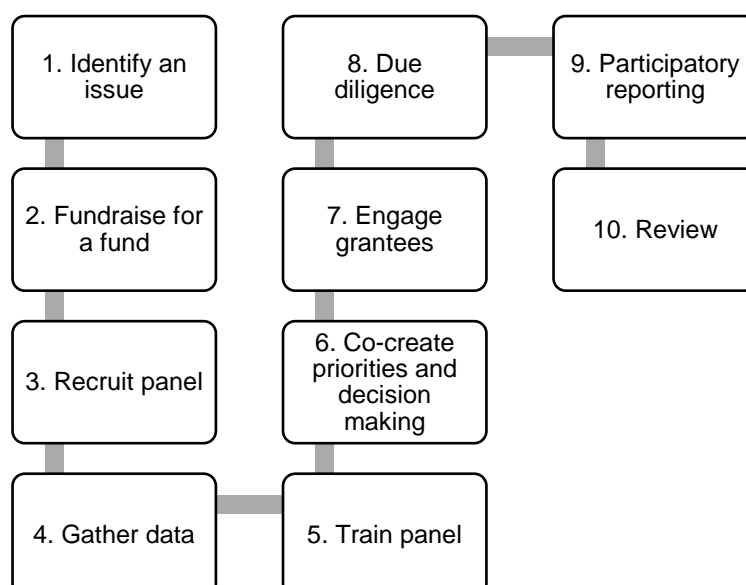 1. Identify an
issue
2. Fundraise for
a fund
3. Recruit panel
4. Gather data
5. Train panel
6. Co-create
priorities and
decision
making
7. Engage
grantees
8. Due
diligence
9. Participatory
reporting
10. Review